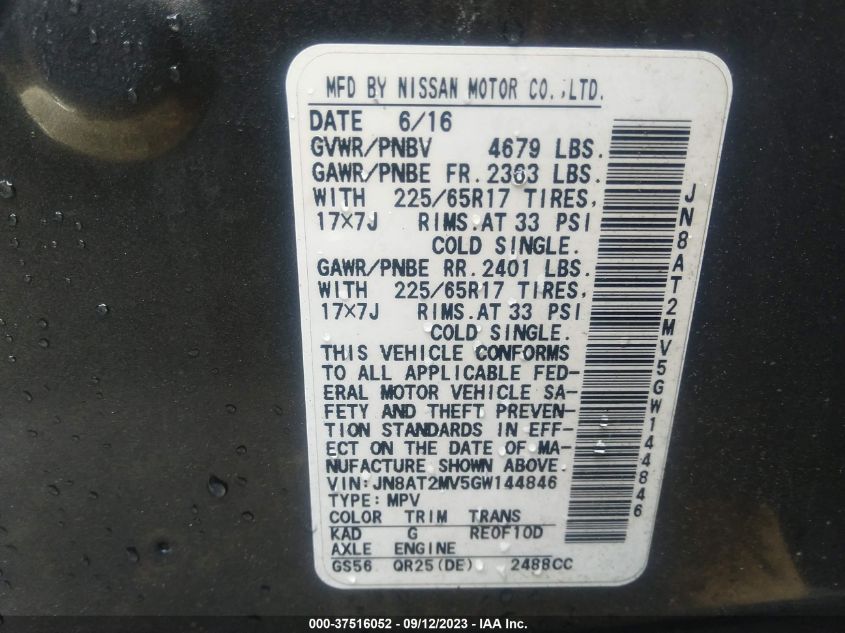 MFD BY NISSAN MOTOR CO.,LTD.
DATE 6/16
GVWR/PNBV 4679 LBS.
GAWR/PNBE FR. 2363 LBS.
WITH 225/65R17 TIRES,
17×7J RIMS.AT 33 PSI
COLD SINGLE.
GAWR/PNBE RR. 2401 LBS.
WITH 225/65R17 TIRES,
17×7J RIMS.AT 33 PSI
COLD SINGLE.
THIS VEHICLE CONFORMS
TO ALL APPLICABLE FED-
ERAL MOTOR VEHICLE SA-
FETY AND THEFT PREVEN-
TION STANDARDS IN EFF-
ECT ON THE DATE OF MA-
NUFACTURE SHOWN ABOVE.
VIN:JN8AT2MV5GW144846
TYPE:MPV
COLOR TRIM TRANS
KAD G RE0F10D
AXLE ENGINE
GS56 QR25(DE) 2488CC
JN8AT2MV5GW144846
000-37516052 - 09/12/2023 - IAAI.COM